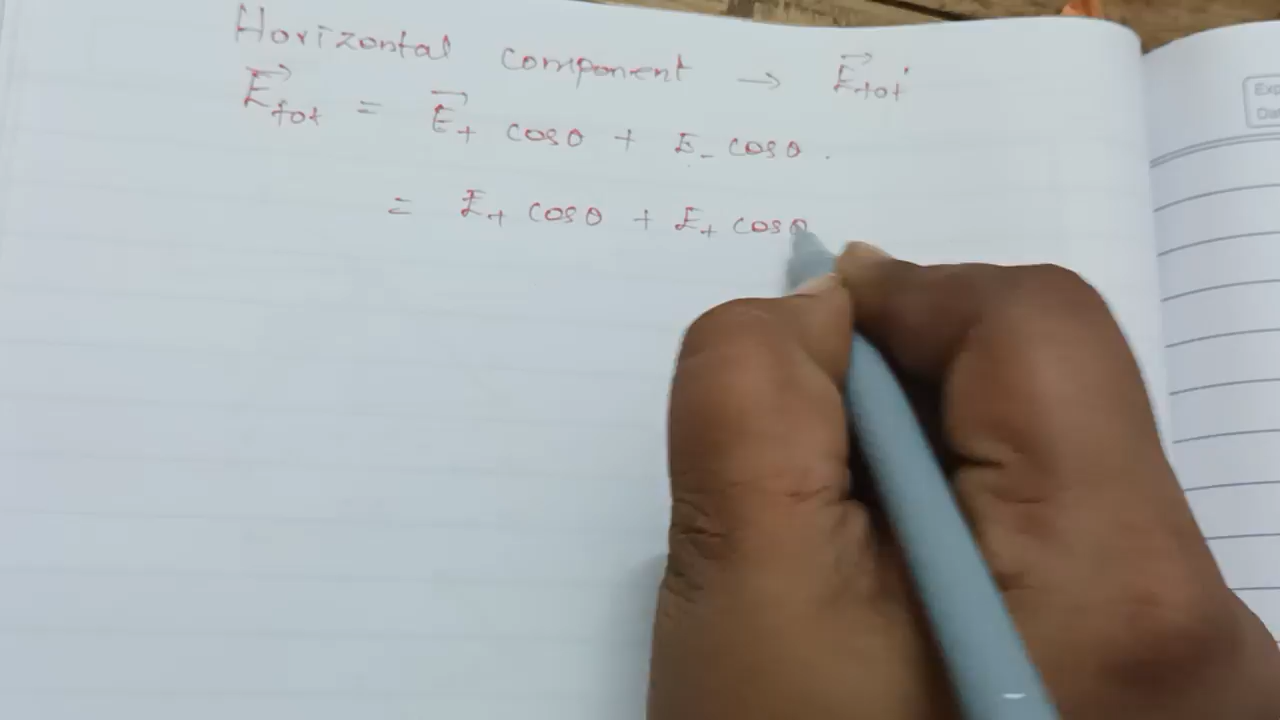 Horizontal component → E⃗tot.
E⃗tot = E⃗+ cosθ + E- cosθ.
= E+ cosθ + E+ cosθ